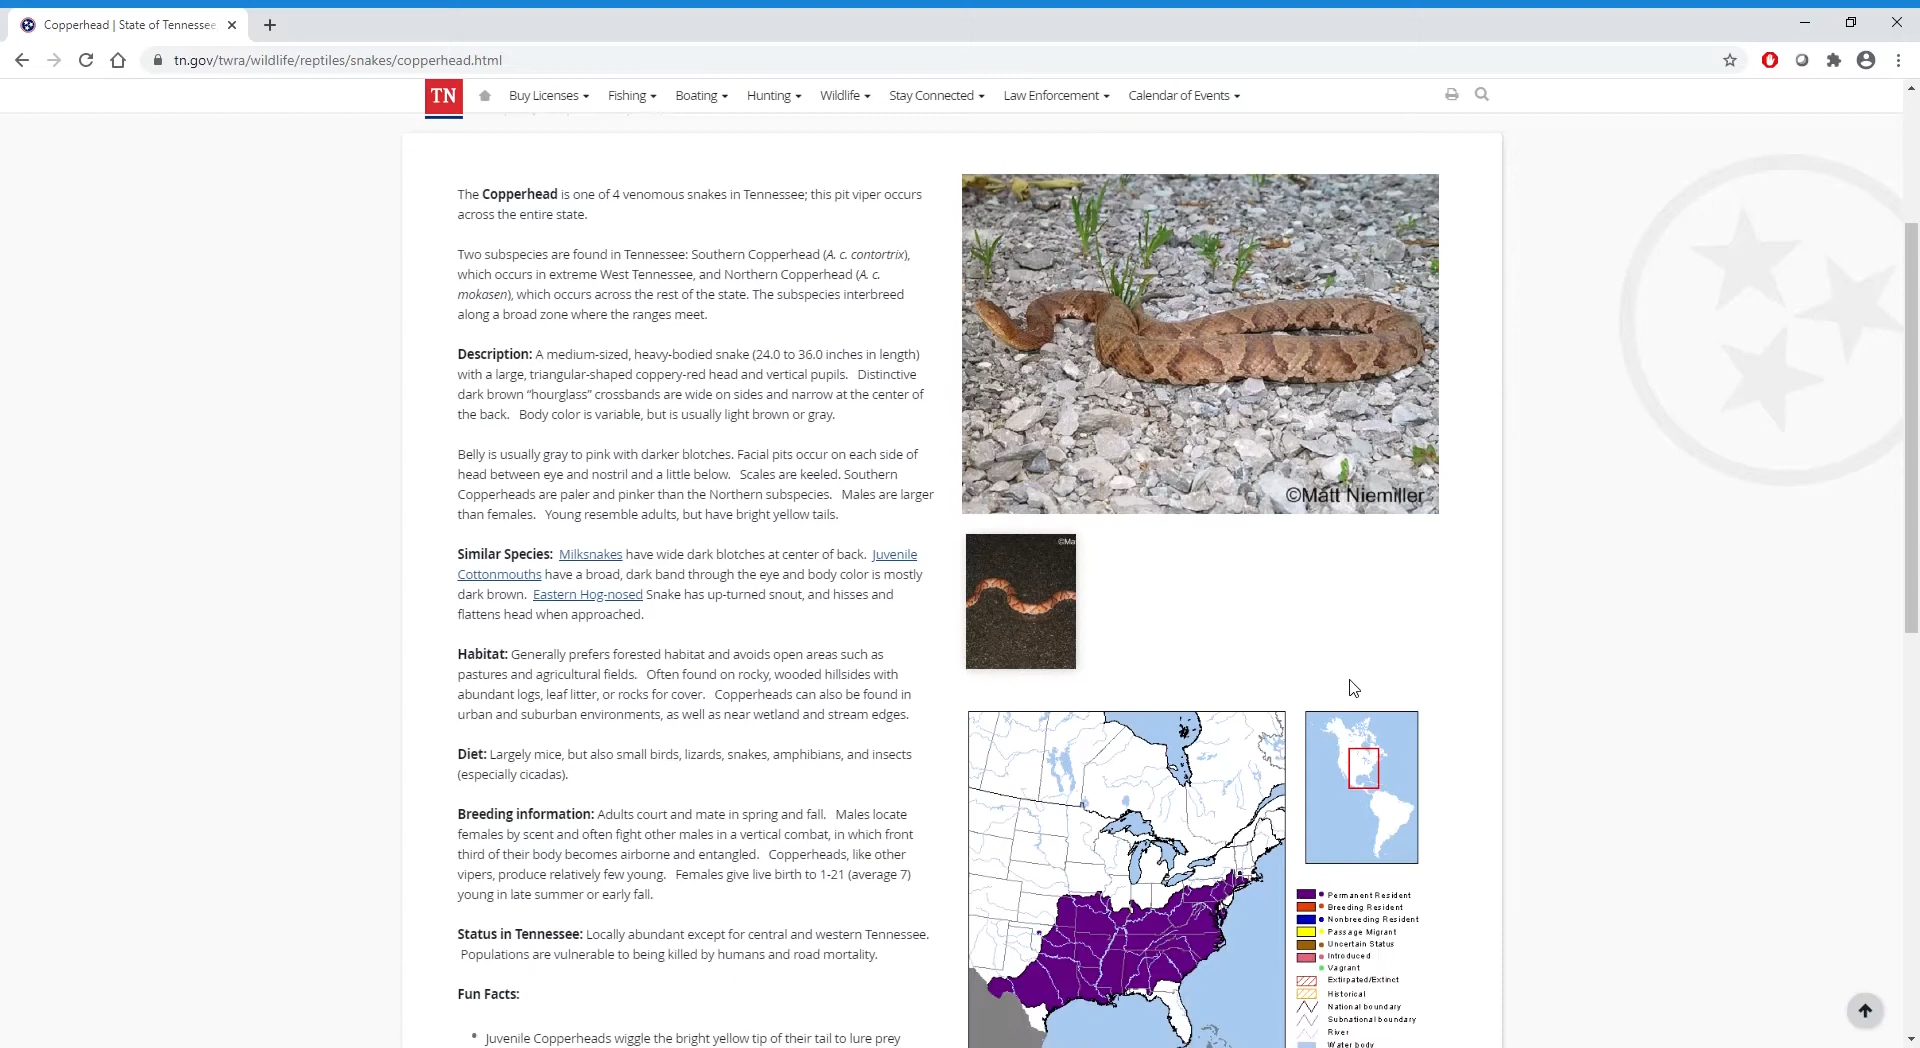 Copperhead | State of Tennessee
tn.gov/twra/wildlife/reptiles/snakes/copperhead.html
TN
Buy Licenses Fishing Boating Hunting Wildlife Stay Connected Law Enforcement Calendar of Events
The Copperhead is one of 4 venomous snakes in Tennessee; this pit viper occurs
across the entire state.
Two subspecies are found in Tennessee: Southern Copperhead (A. c. contortrix),
which occurs in extreme West Tennessee, and Northern Copperhead (A. c.
mokasen), which occurs across the rest of the state. The subspecies interbreed
along a broad zone where the ranges meet.
Description: A medium-sized, heavy-bodied snake (24.0 to 36.0 inches in length)
with a large, triangular-shaped coppery-red head and vertical pupils. Distinctive
dark brown “hourglass” crossbands are wide on sides and narrow at the center of
the back. Body color is variable, but is usually light brown or gray.
Belly is usually gray to pink with darker blotches. Facial pits occur on each side of
head between eye and nostril and a little below. Scales are keeled. Southern
Copperheads are paler and pinker than the Northern subspecies. Males are larger
than females. Young resemble adults, but have bright yellow tails.
Similar Species: Milksnakes have wide dark blotches at center of back. Juvenile
Cottonmouths have a broad, dark band through the eye and body color is mostly
dark brown. Eastern Hog-nosed Snake has up-turned snout, and hisses and
flattens head when approached.
Habitat: Generally prefers forested habitat and avoids open areas such as
pastures and agricultural fields. Often found on rocky, wooded hillsides with
abundant logs, leaf litter, or rocks for cover. Copperheads can also be found in
urban and suburban environments, as well as near wetland and stream edges.
Diet: Largely mice, but also small birds, lizards, snakes, amphibians, and insects
(especially cicadas).
Breeding information: Adults court and mate in spring and fall. Males locate
females by scent and often fight other males in a vertical combat, in which front
third of their body becomes airborne and entangled. Copperheads, like other
vipers, produce relatively few young. Females give live birth to 1-21 (average 7)
young in late summer or early fall.
Status in Tennessee: Locally abundant except for central and western Tennessee.
Populations are vulnerable to being killed by humans and road mortality.
Fun Facts:
• Juvenile Copperheads wiggle the bright yellow tip of their tail to lure prey
©Matt Niemiller
©Ma
Permanent Resident
Breeding Resident
Nonbreeding Resident
Passage Migrant
Uncertain Status
Introduced
Vagrant
Extirpated/Extinct
Historical
National boundary
Subnational boundary
River
Water body